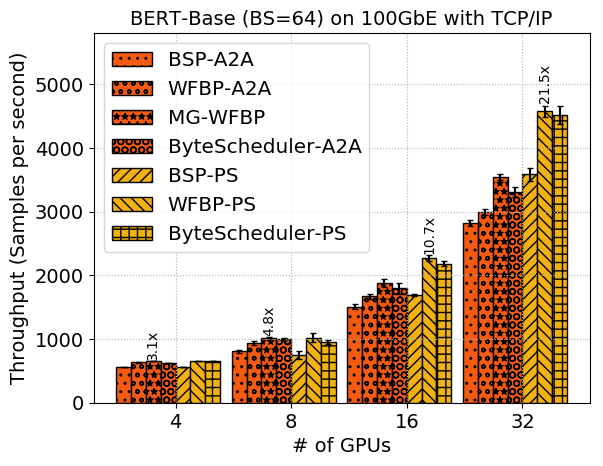 BERT-Base (BS=64) on 100GbE with TCP/IP
Throughput (Samples per second)
5000
4000
3000
2000
1000
0
BSP-A2A
WFBP-A2A
MG-WFBP
ByteScheduler-A2A
BSP-PS
WFBP-PS
ByteScheduler-PS
3.1x
4.8x
10.7x
21.5x
4
8
16
32
# of GPUs